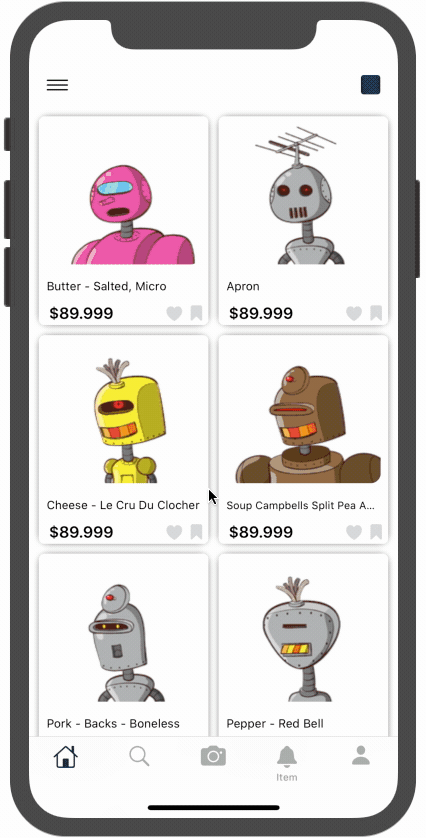 Butter - Salted, Micro
$89.999
Apron
$89.999
Cheese - Le Cru Du Clocher
$89.999
Soup Campbells Split Pea A...
$89.999
Pork - Backs - Boneless
Pepper - Red Bell
Item